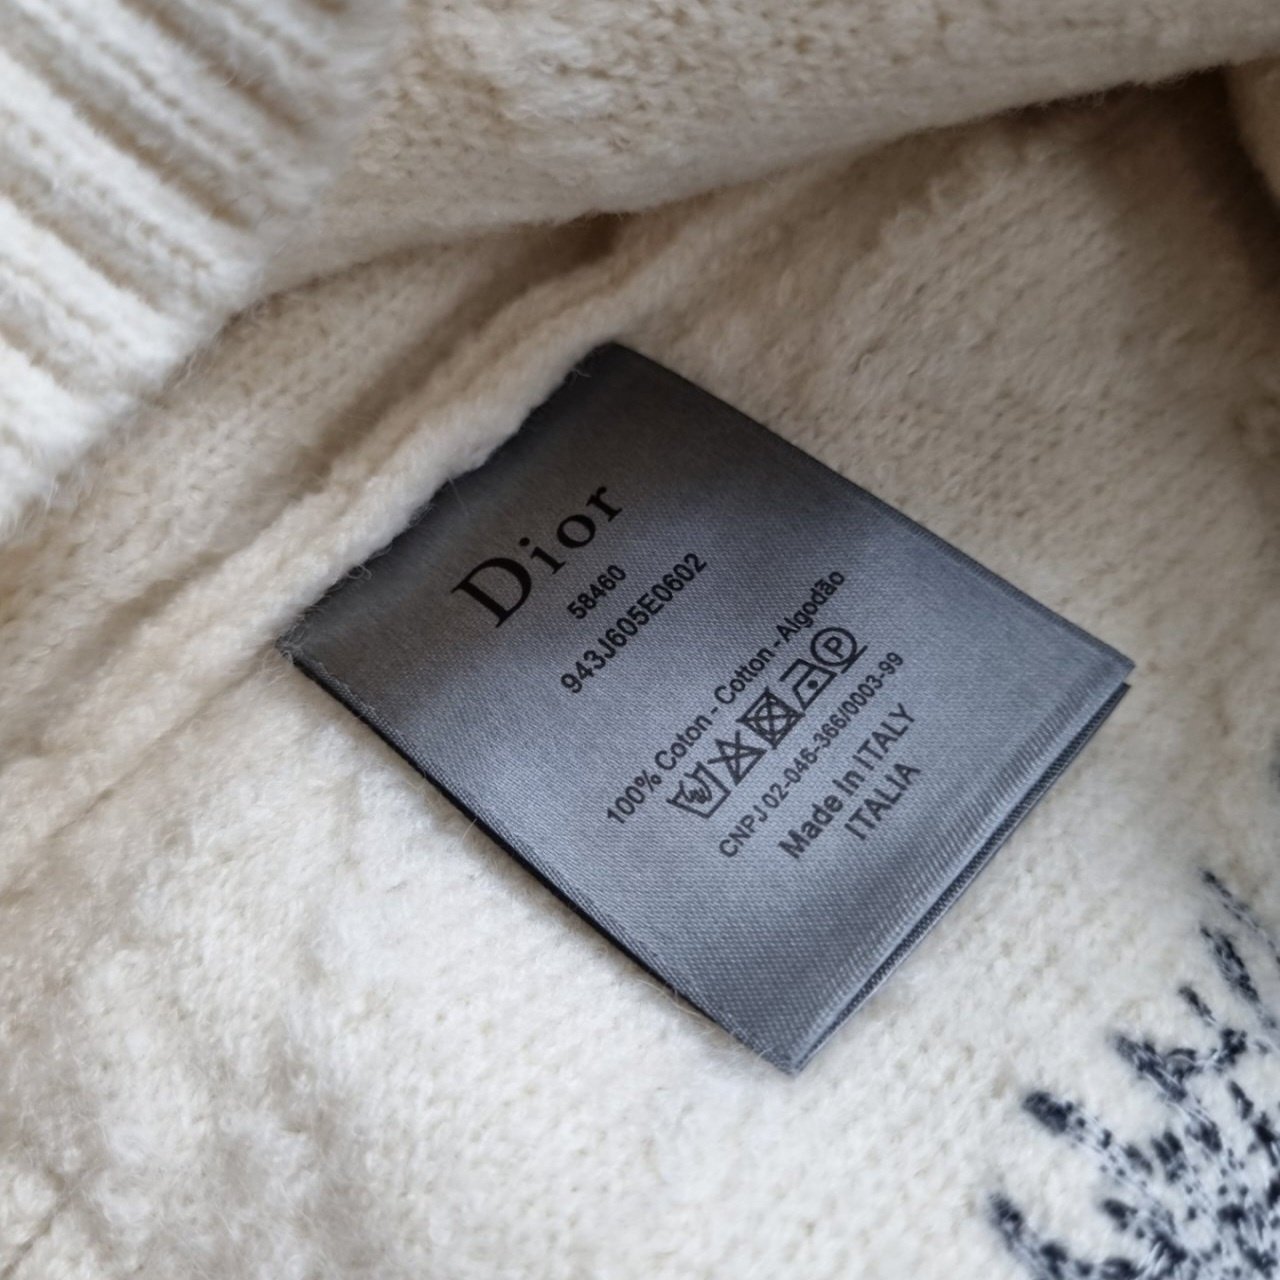 Dior
58460
943J605E0602
100% Coton - Cotton - Algodão
P
CNPJ 02-046-366/0003-99
Made In ITALY
ITALIA